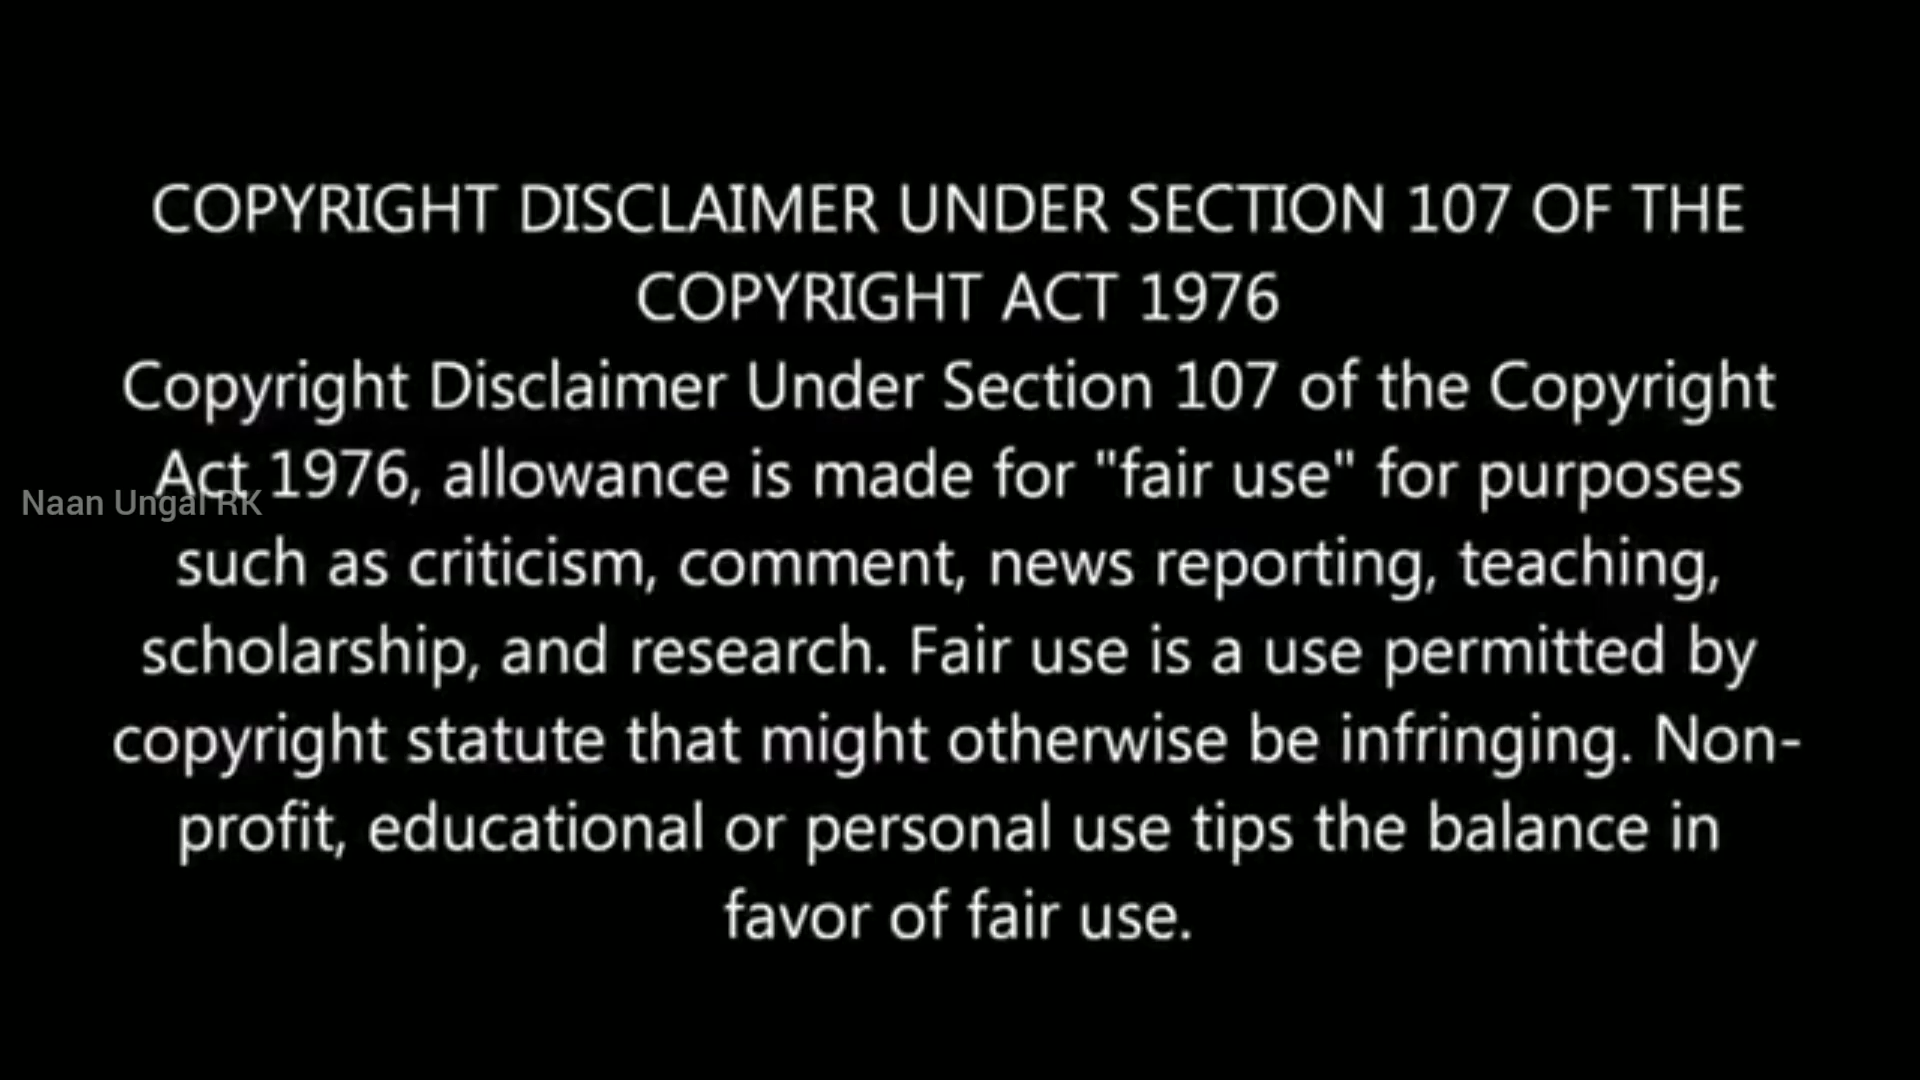 COPYRIGHT DISCLAIMER UNDER SECTION 107 OF THE
COPYRIGHT ACT 1976
Copyright Disclaimer Under Section 107 of the Copyright
Act 1976, allowance is made for "fair use" for purposes
Naan Ungal RK
such as criticism, comment, news reporting, teaching,
scholarship, and research. Fair use is a use permitted by
copyright statute that might otherwise be infringing. Non-
profit, educational or personal use tips the balance in
favor of fair use.